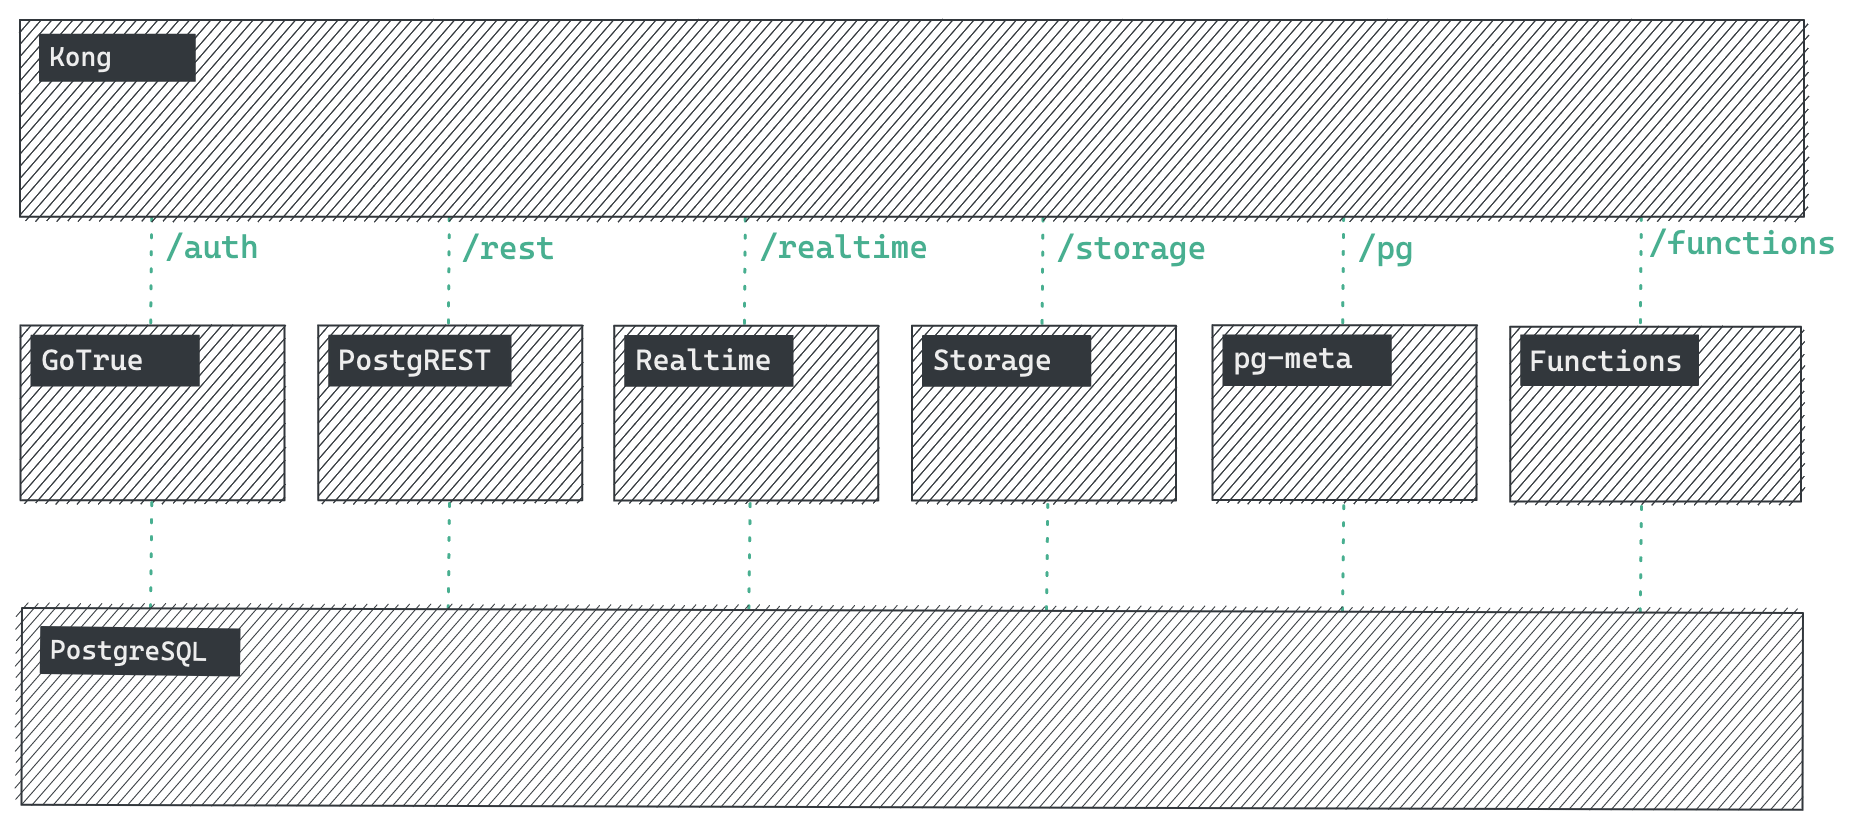 Kong
/auth
/rest
/realtime
/storage
/pg
/functions
GoTrue
PostgREST
Realtime
Storage
pg-meta
Functions
PostgreSQL